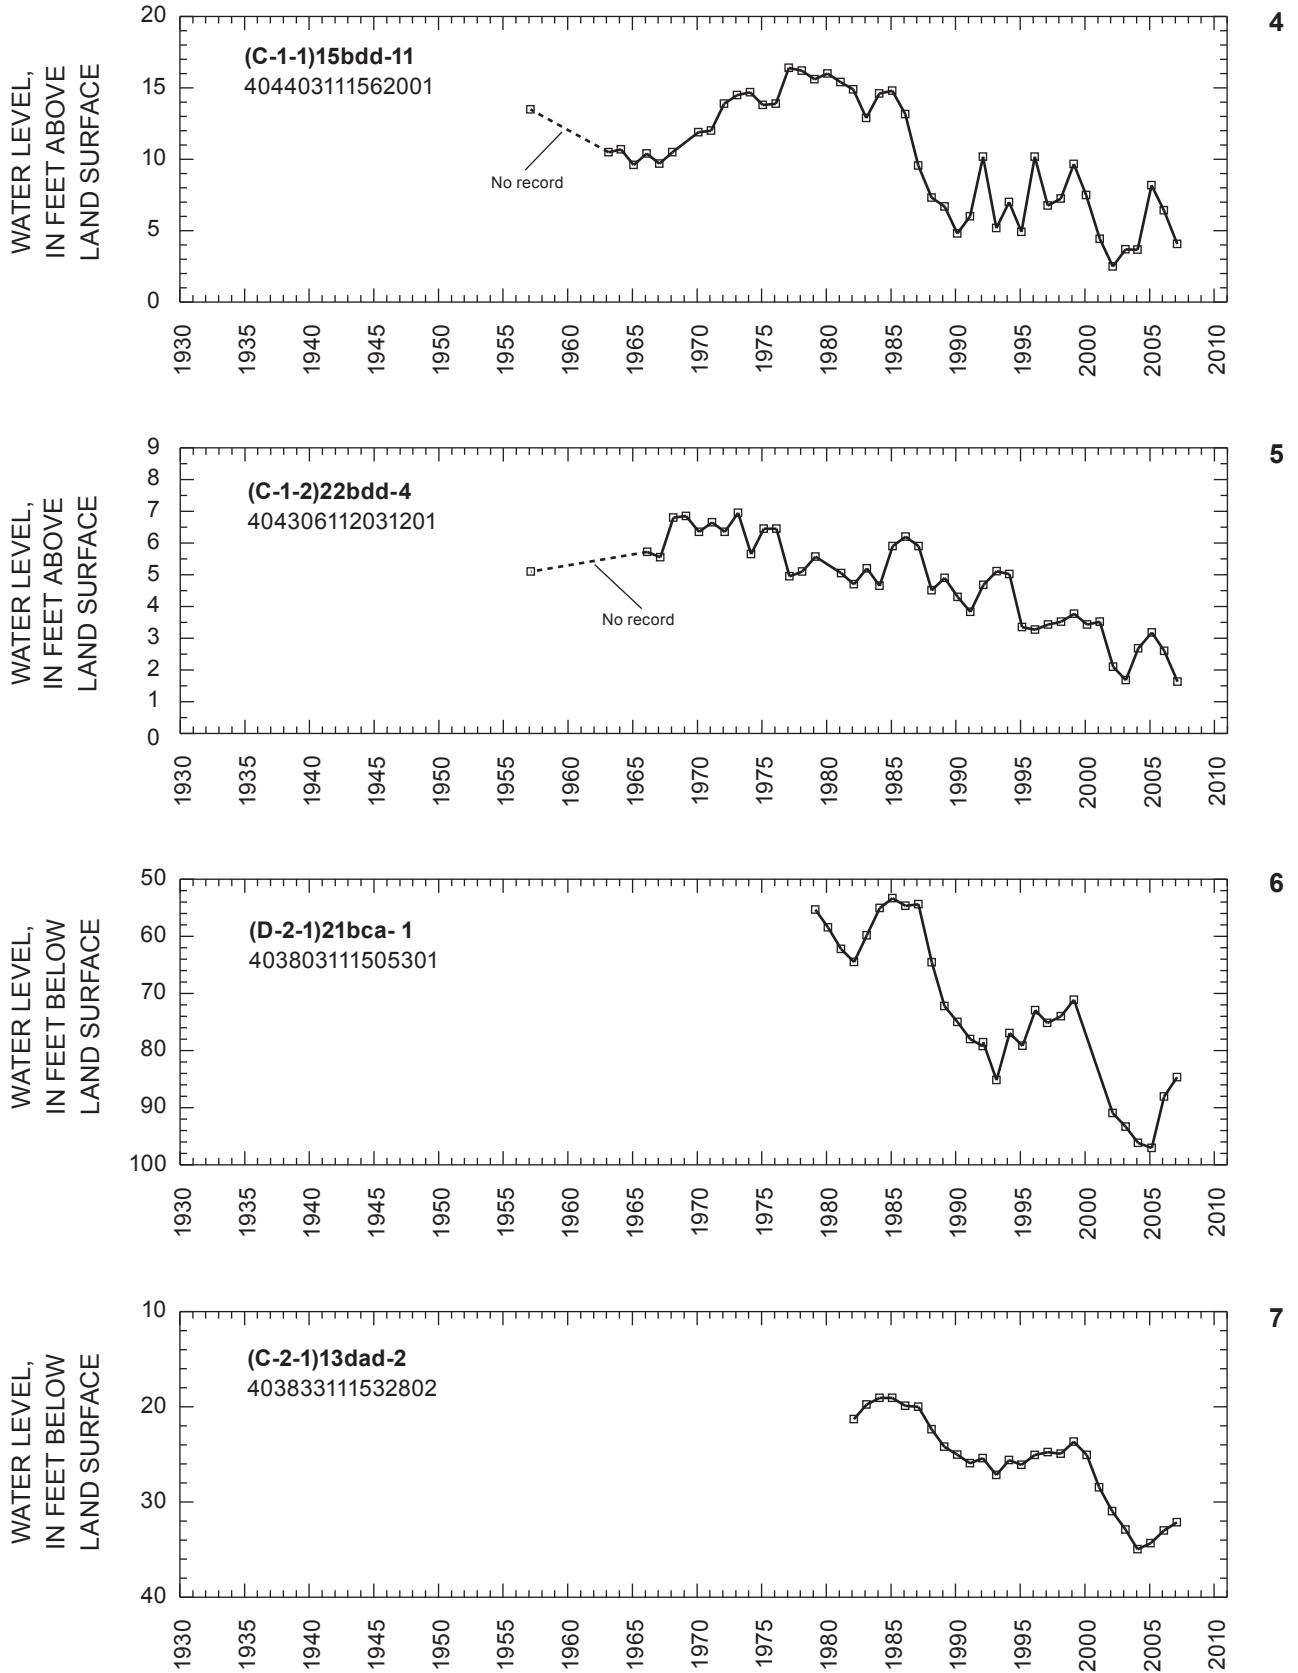 4
WATER LEVEL,
IN FEET ABOVE
LAND SURFACE
20
15
10
5
0
(C-1-1)15bdd-11
404403111562001
No record
1930 1935 1940 1945 1950 1955 1960 1965 1970 1975 1980 1985 1990 1995 2000 2005 2010
5
WATER LEVEL,
IN FEET ABOVE
LAND SURFACE
9
8
7
6
5
4
3
2
1
0
(C-1-2)22bdd-4
404306112031201
No record
1930 1935 1940 1945 1950 1955 1960 1965 1970 1975 1980 1985 1990 1995 2000 2005 2010
6
WATER LEVEL,
IN FEET BELOW
LAND SURFACE
50
60
70
80
90
100
(D-2-1)21bca- 1
403803111505301
1930 1935 1940 1945 1950 1955 1960 1965 1970 1975 1980 1985 1990 1995 2000 2005 2010
7
WATER LEVEL,
IN FEET BELOW
LAND SURFACE
10
20
30
40
(C-2-1)13dad-2
403833111532802
1930 1935 1940 1945 1950 1955 1960 1965 1970 1975 1980 1985 1990 1995 2000 2005 2010